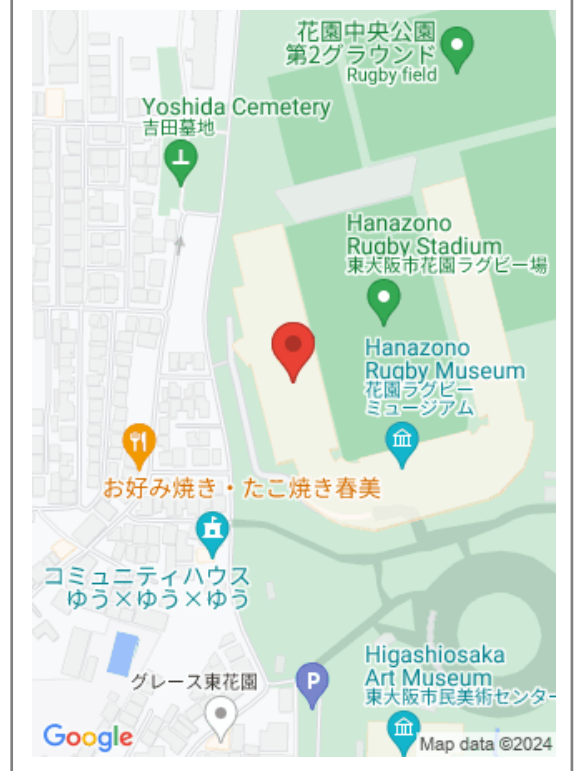 花園中央公園
第2グラウンド
Rugby field
Yoshida Cemetery
吉田墓地
Hanazono
Rugby Stadium
東大阪市花園ラグビー場
Hanazono
Rugby Museum
花園ラグビー
ミュージアム
お好み焼き・たこ焼き春美
コミュニティハウス
ゆう×ゆう×ゆう
Higashiosaka
Art Museum
東大阪市民美術センター
グレース東花園
P
Google
Map data ©2024